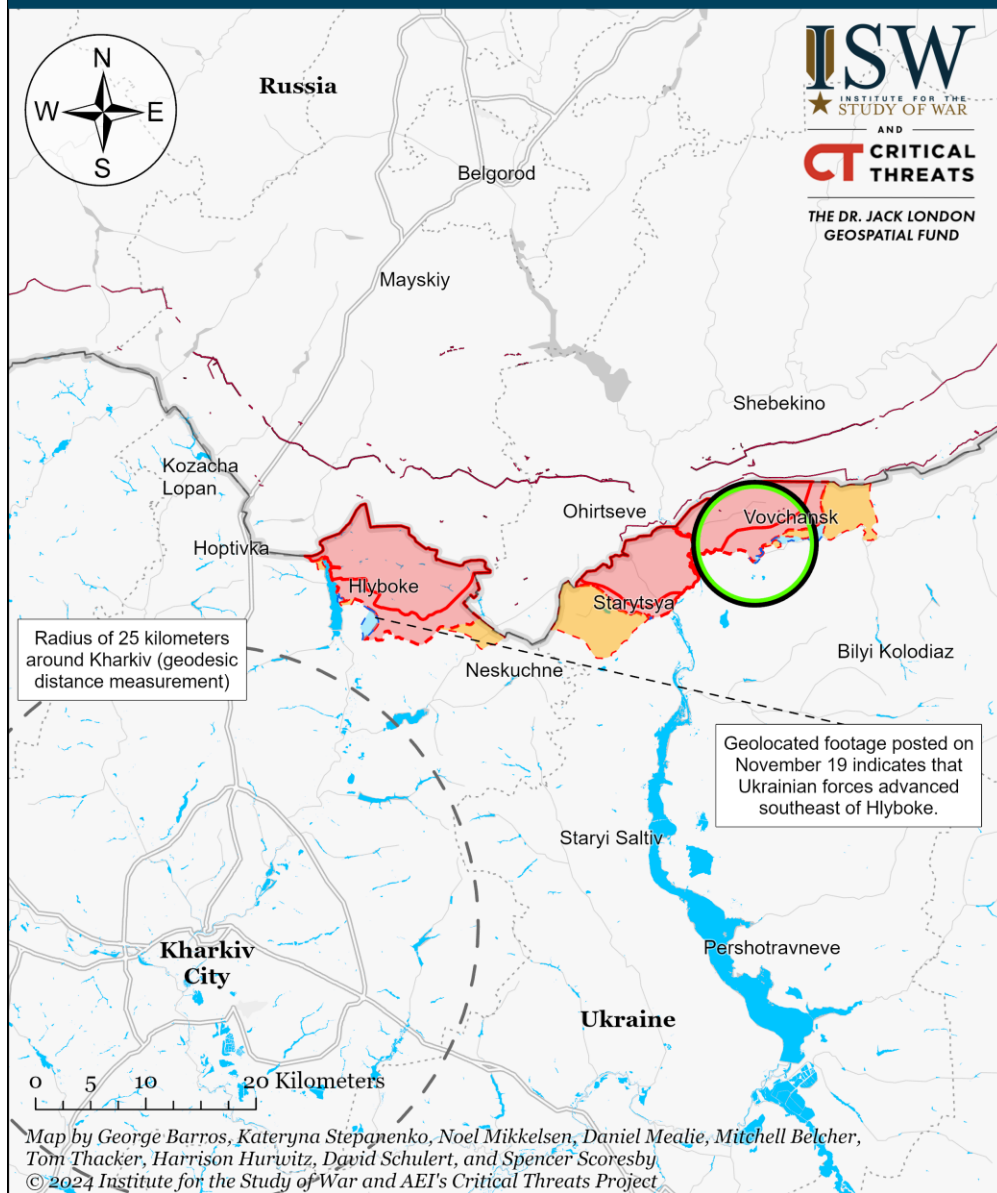 N
W
E
S
Russia
ISW
INSTITUTE FOR THE
STUDY OF WAR
AND
CT CRITICAL
THREATS
THE DR. JACK LONDON
GEOSPATIAL FUND
Belgorod
Mayskiy
Shebekino
Kozacha
Lopan
Ohirtseve
Vovchansk
Hoptivka
Hlyboke
Starytsya
Radius of 25 kilometers
around Kharkiv (geodesic
distance measurement)
Neskuchne
Bilyi Kolodiaz
Geolocated footage posted on
November 19 indicates that
Ukrainian forces advanced
southeast of Hlyboke.
Staryi Saltiv
Kharkiv
City
Pershotravneve
Ukraine
0 5 10 20 Kilometers
Map by George Barros, Kateryna Stepanenko, Noel Mikkelsen, Daniel Mealie, Mitchell Belcher,
Tom Thacker, Harrison Hurwitz, David Schulert, and Spencer Scoresby
© 2024 Institute for the Study of War and AEI's Critical Threats Project